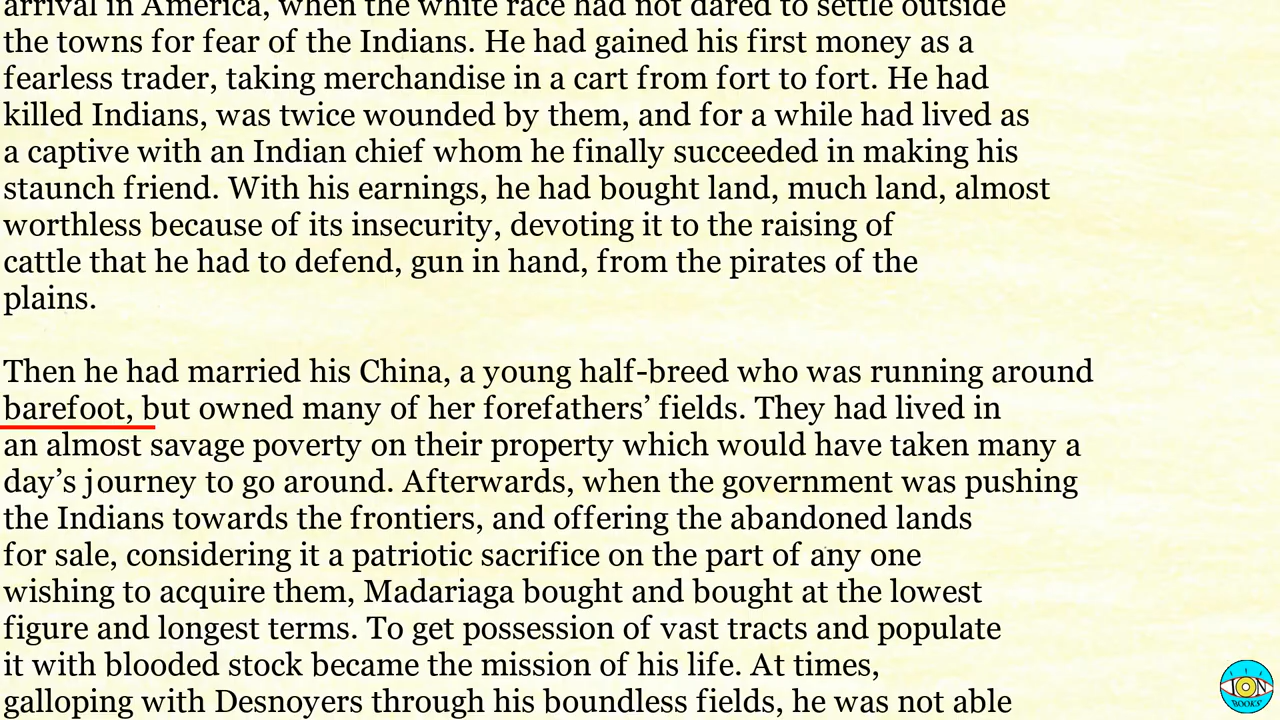 arrival in America, when the white race had not dared to settle outside
the towns for fear of the Indians. He had gained his first money as a
fearless trader, taking merchandise in a cart from fort to fort. He had
killed Indians, was twice wounded by them, and for a while had lived as
a captive with an Indian chief whom he finally succeeded in making his
staunch friend. With his earnings, he had bought land, much land, almost
worthless because of its insecurity, devoting it to the raising of
cattle that he had to defend, gun in hand, from the pirates of the
plains.
Then he had married his China, a young half-breed who was running around
barefoot, but owned many of her forefathers’ fields. They had lived in
an almost savage poverty on their property which would have taken many a
day’s journey to go around. Afterwards, when the government was pushing
the Indians towards the frontiers, and offering the abandoned lands
for sale, considering it a patriotic sacrifice on the part of any one
wishing to acquire them, Madariaga bought and bought at the lowest
figure and longest terms. To get possession of vast tracts and populate
it with blooded stock became the mission of his life. At times,
galloping with Desnoyers through his boundless fields, he was not able
ION
BOOKS